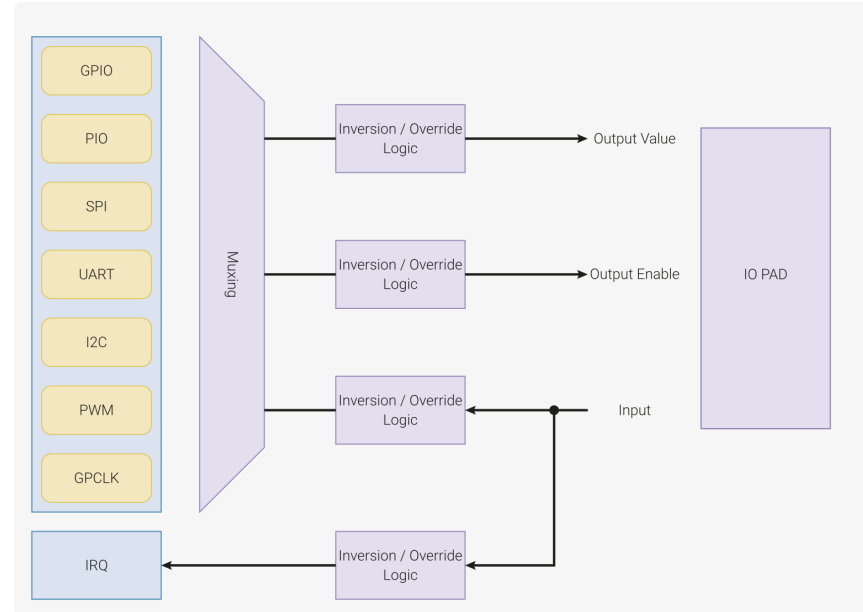 GPIO
PIO
SPI
UART
I2C
PWM
GPCLK
IRQ
Muxing
Inversion / Override
Logic
Output Value
Inversion / Override
Logic
Output Enable
Inversion / Override
Logic
Input
Inversion / Override
Logic
IO PAD